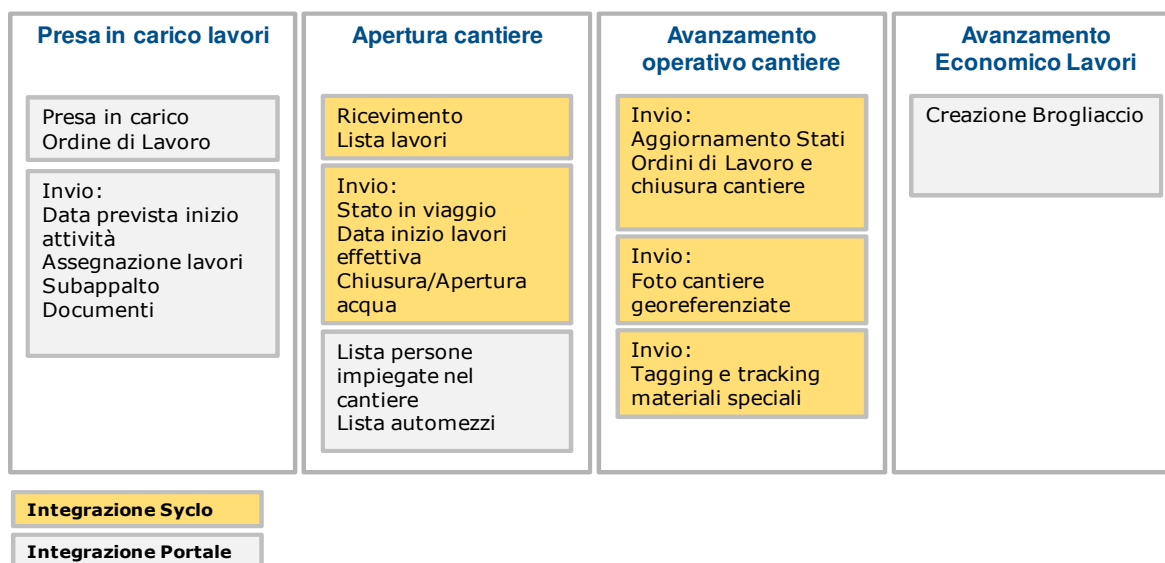 Presa in carico lavori
Presa in carico
Ordine di Lavoro
Invio:
Data prevista inizio
attività
Assegnazione lavori
Subappalto
Documenti
Apertura cantiere
Ricevimento
Lista lavori
Invio:
Stato in viaggio
Data inizio lavori
effettiva
Chiusura/Apertura
acqua
Lista persone
impiegate nel
cantiere
Lista automezzi
Avanzamento
operativo cantiere
Invio:
Aggiornamento Stati
Ordini di Lavoro e
chiusura cantiere
Invio:
Foto cantiere
georeferenziate
Invio:
Tagging e tracking
materiali speciali
Avanzamento
Economico Lavori
Creazione Brogliaccio
Integrazione Syclo
Integrazione Portale